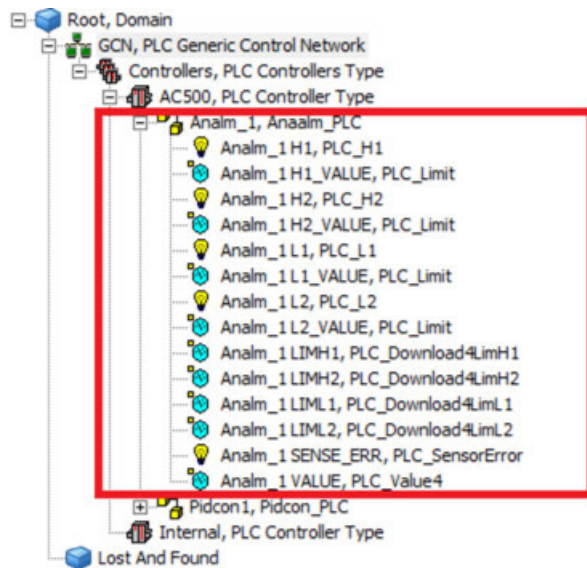 Root, Domain
GCN, PLC Generic Control Network
Controllers, PLC Controllers Type
AC500, PLC Controller Type
Analm_1, Anaalm_PLC
Analm_1 H1, PLC_H1
Analm_1 H1_VALUE, PLC_Limit
Analm_1 H2, PLC_H2
Analm_1 H2_VALUE, PLC_Limit
Analm_1 L1, PLC_L1
Analm_1 L1_VALUE, PLC_Limit
Analm_1 L2, PLC_L2
Analm_1 L2_VALUE, PLC_Limit
Analm_1 LIMH1, PLC_Download4LimH1
Analm_1 LIMH2, PLC_Download4LimH2
Analm_1 LIML1, PLC_Download4LimL1
Analm_1 LIML2, PLC_Download4LimL2
Analm_1 SENSE_ERR, PLC_SensorError
Analm_1 VALUE, PLC_Value4
Pidcon1, Pidcon_PLC
Internal, PLC Controller Type
Lost And Found